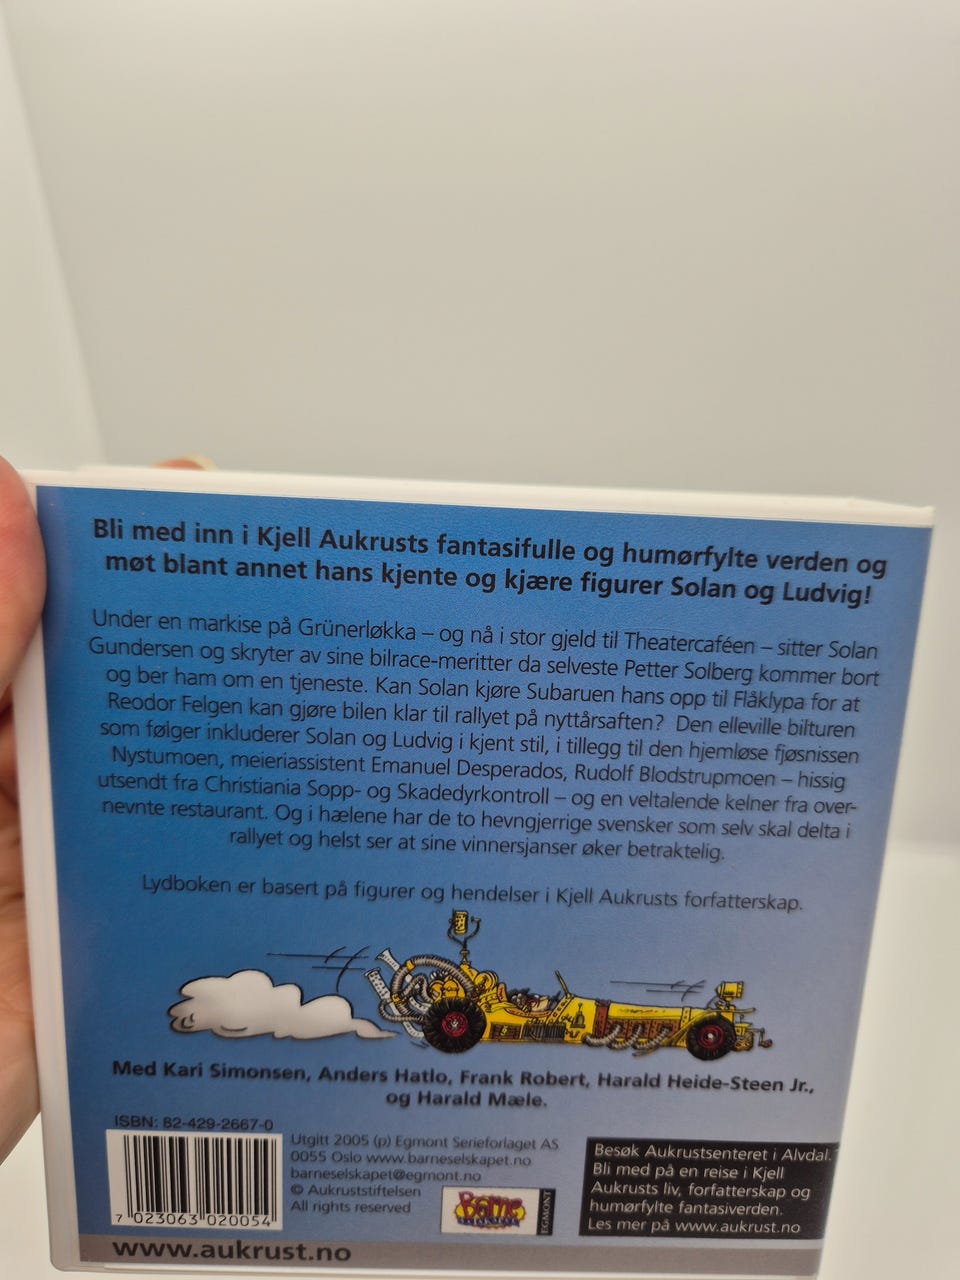 Bli med inn i Kjell Aukrusts fantasifulle og humørfylte verden og
møt blant annet hans kjente og kjære figurer Solan og Ludvig!
Under en markise på Grünerløkka – og nå i stor gjeld til Theatercaféen – sitter Solan
Gundersen og skryter av sine bilrace-meritter da selveste Petter Solberg kommer bort
og ber ham om en tjeneste. Kan Solan kjøre Subaruen hans opp til Flåklypa for at
Reodor Felgen kan gjøre bilen klar til rallyet på nyttårsaften? Den elleville bilturen
som følger inkluderer Solan og Ludvig i kjent stil, i tillegg til den hjemløse fjøsnissen
Nystumoen, meieriassistent Emanuel Desperados, Rudolf Blodstrupmoen – hissig
utsendt fra Christiania Sopp- og Skadedyrkontroll – og en veltalende kelner fra over-
nevnte restaurant. Og i hælene har de to hevngjerrige svensker som selv skal delta i
rallyet og helst ser at sine vinnersjanser øker betraktelig.
Lydboken er basert på figurer og hendelser i Kjell Aukrusts forfatterskap.
Med Kari Simonsen, Anders Hatlo, Frank Robert, Harald Heide-Steen Jr.,
og Harald Mæle.
ISBN: 82-429-2667-0
7 023063 020054
Utgitt 2005 (p) Egmont Serieforlaget AS
0055 Oslo www.barneselskapet.no
barneselskapet@egmont.no
© Aukruststiftelsen
All rights reserved
Barne
SELSKAPET
EGMONT
Besøk Aukrustsenteret i Alvdal.
Bli med på en reise i Kjell
Aukrusts liv, forfatterskap og
humørfylte fantasiverden.
Les mer på www.aukrust.no
www.aukrust.no